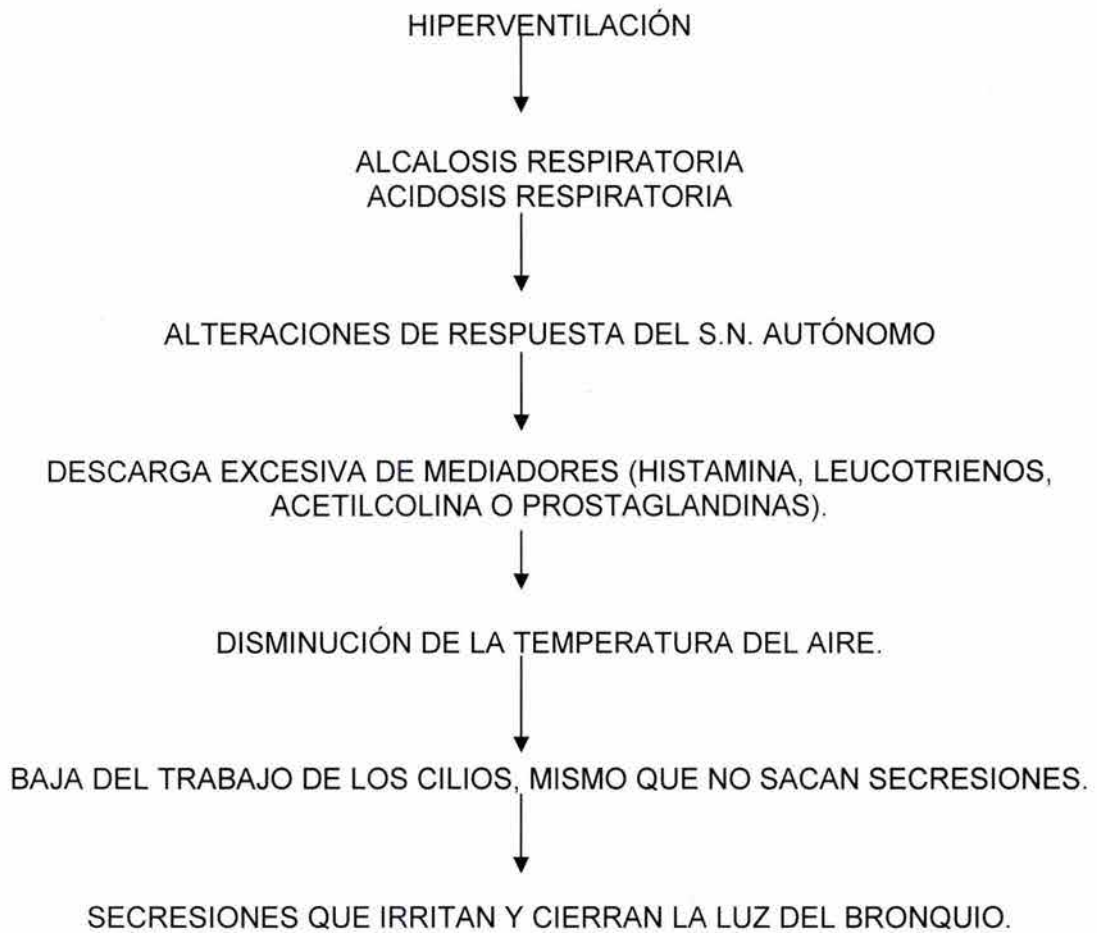 HIPERVENTILACIÓN
ALCALOSIS RESPIRATORIA
ACIDOSIS RESPIRATORIA
ALTERACIONES DE RESPUESTA DEL S.N. AUTÓNOMO
DESCARGA EXCESIVA DE MEDIADORES (HISTAMINA, LEUCOTRIENOS,
ACETILCOLINA O PROSTAGLANDINAS).
DISMINUCIÓN DE LA TEMPERATURA DEL AIRE.
BAJA DEL TRABAJO DE LOS CILIOS, MISMO QUE NO SACAN SECRESIONES.
SECRESIONES QUE IRRITAN Y CIERRAN LA LUZ DEL BRONQUIO.